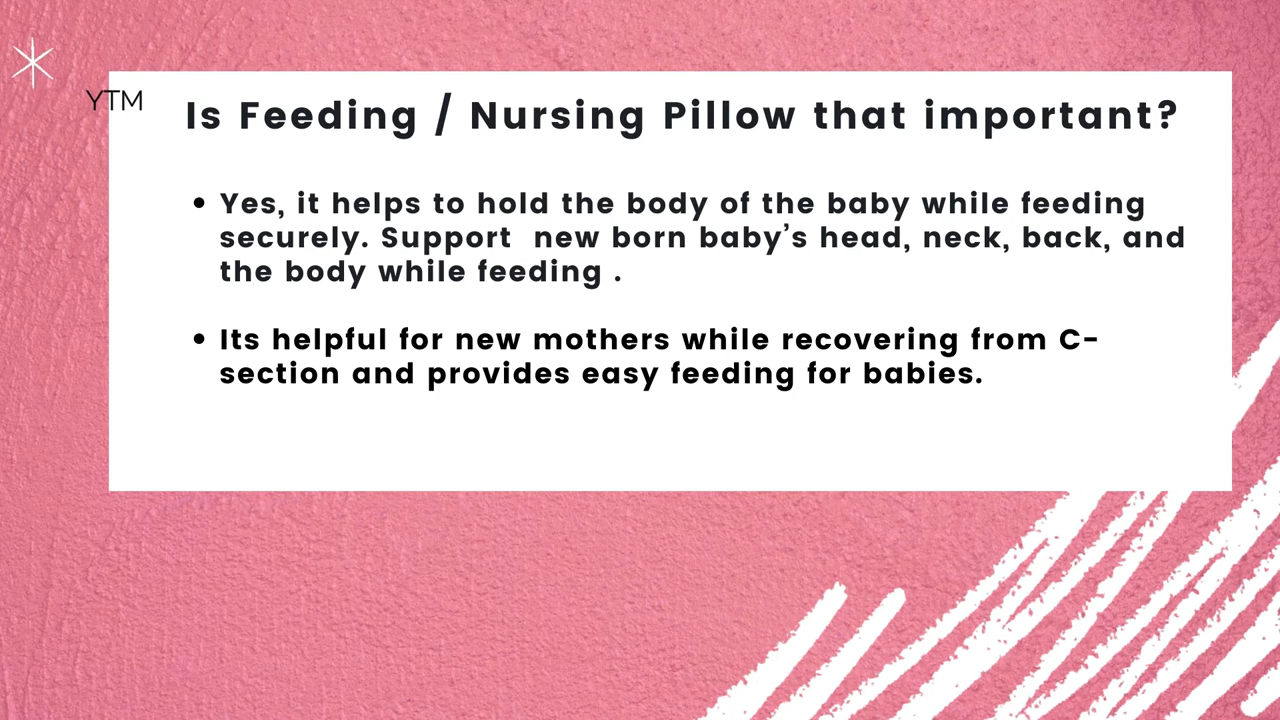 YTM
Is Feeding / Nursing Pillow that important?
Yes, it helps to hold the body of the baby while feeding
securely. Support  new born baby’s head, neck, back, and
the body while feeding .
Its helpful for new mothers while recovering from C-
section and provides easy feeding for babies.